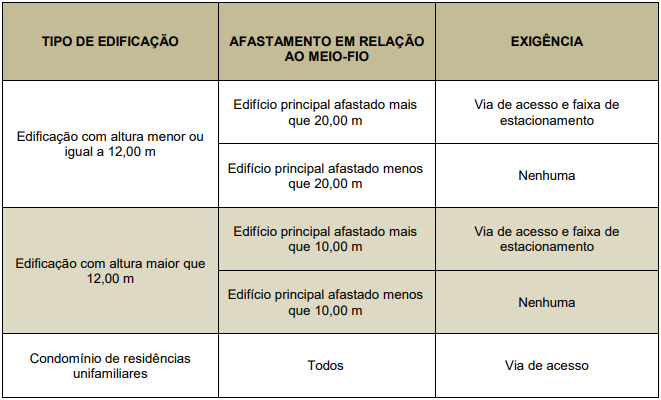 TIPO DE EDIFICAÇÃO
AFASTAMENTO EM RELAÇÃO
AO MEIO-FIO
EXIGÊNCIA
Edificação com altura menor ou
igual a 12,00 m
Edifício principal afastado mais
que 20,00 m
Via de acesso e faixa de
estacionamento
Edifício principal afastado menos
que 20,00 m
Nenhuma
Edificação com altura maior que
12,00 m
Edifício principal afastado mais
que 10,00 m
Via de acesso e faixa de
estacionamento
Edifício principal afastado menos
que 10,00 m
Nenhuma
Condomínio de residências
unifamiliares
Todos
Via de acesso